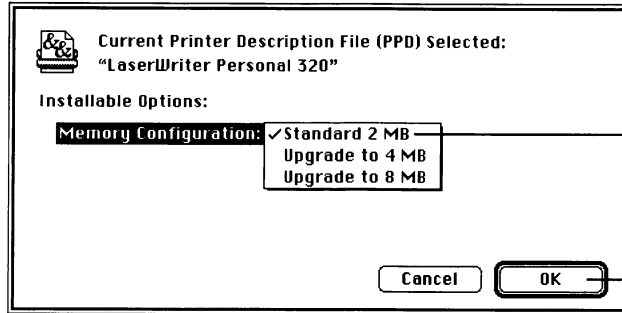 Current Printer Description File (PPD) Selected:
“LaserWriter Personal 320”
Installable Options:
Memory Configuration: ✓Standard 2 MB
Upgrade to 4 MB
Upgrade to 8 MB
Cancel OK